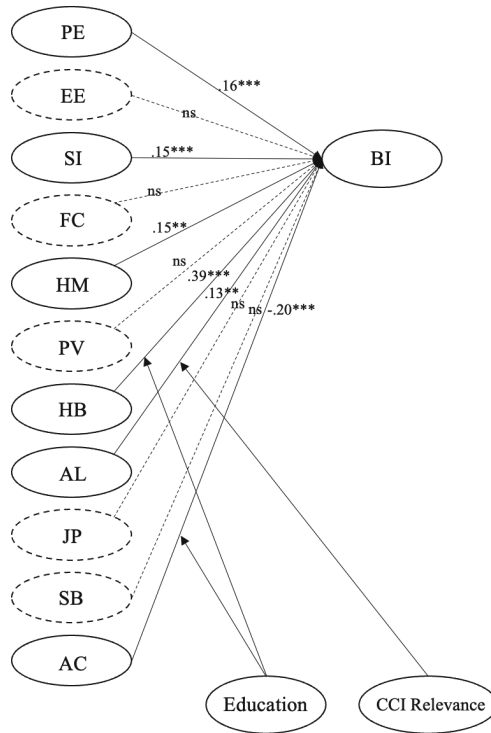 PE
.16***
EE
ns
SI
.15***
BI
ns
FC
.15**
HM
ns
.39***
PV
.13**
ns
ns
-.20***
HB
AL
JP
SB
AC
Education
CCI Relevance